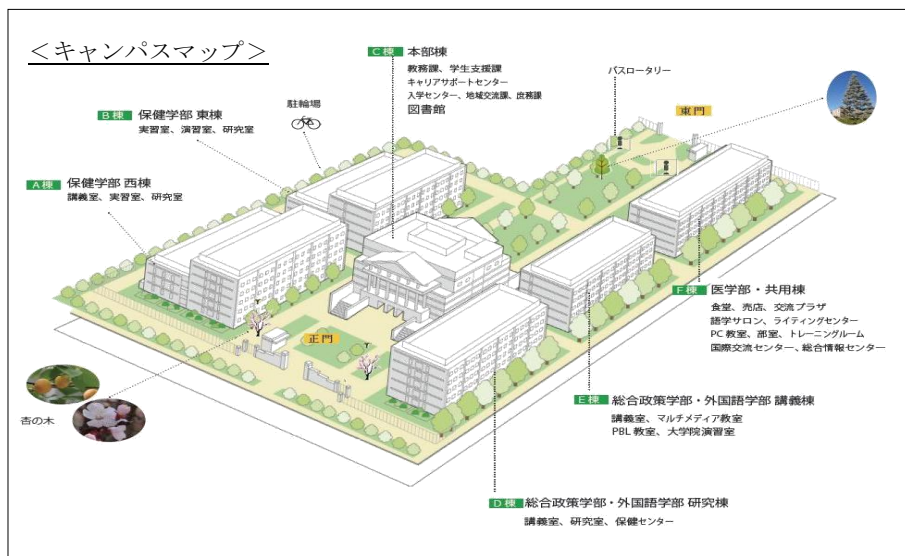 ＜キャンパスマップ＞
C棟 本部棟
教務課、学生支援課
キャリアサポートセンター
入学センター、地域交流課、庶務課
図書館
バスロータリー
東門
駐輪場
B棟 保健学部 東棟
実習室、演習室、研究室
A棟 保健学部 西棟
講義室、実習室、研究室
F棟 医学部・共用棟
食堂、売店、交流プラザ
語学サロン、ライティングセンター
PC教室、部室、トレーニングルーム
国際交流センター、総合情報センター
正門
杏の木
E棟 総合政策学部・外国語学部 講義棟
講義室、マルチメディア教室
PBL教室、大学院演習室
D棟 総合政策学部・外国語学部 研究棟
講義室、研究室、保健センター